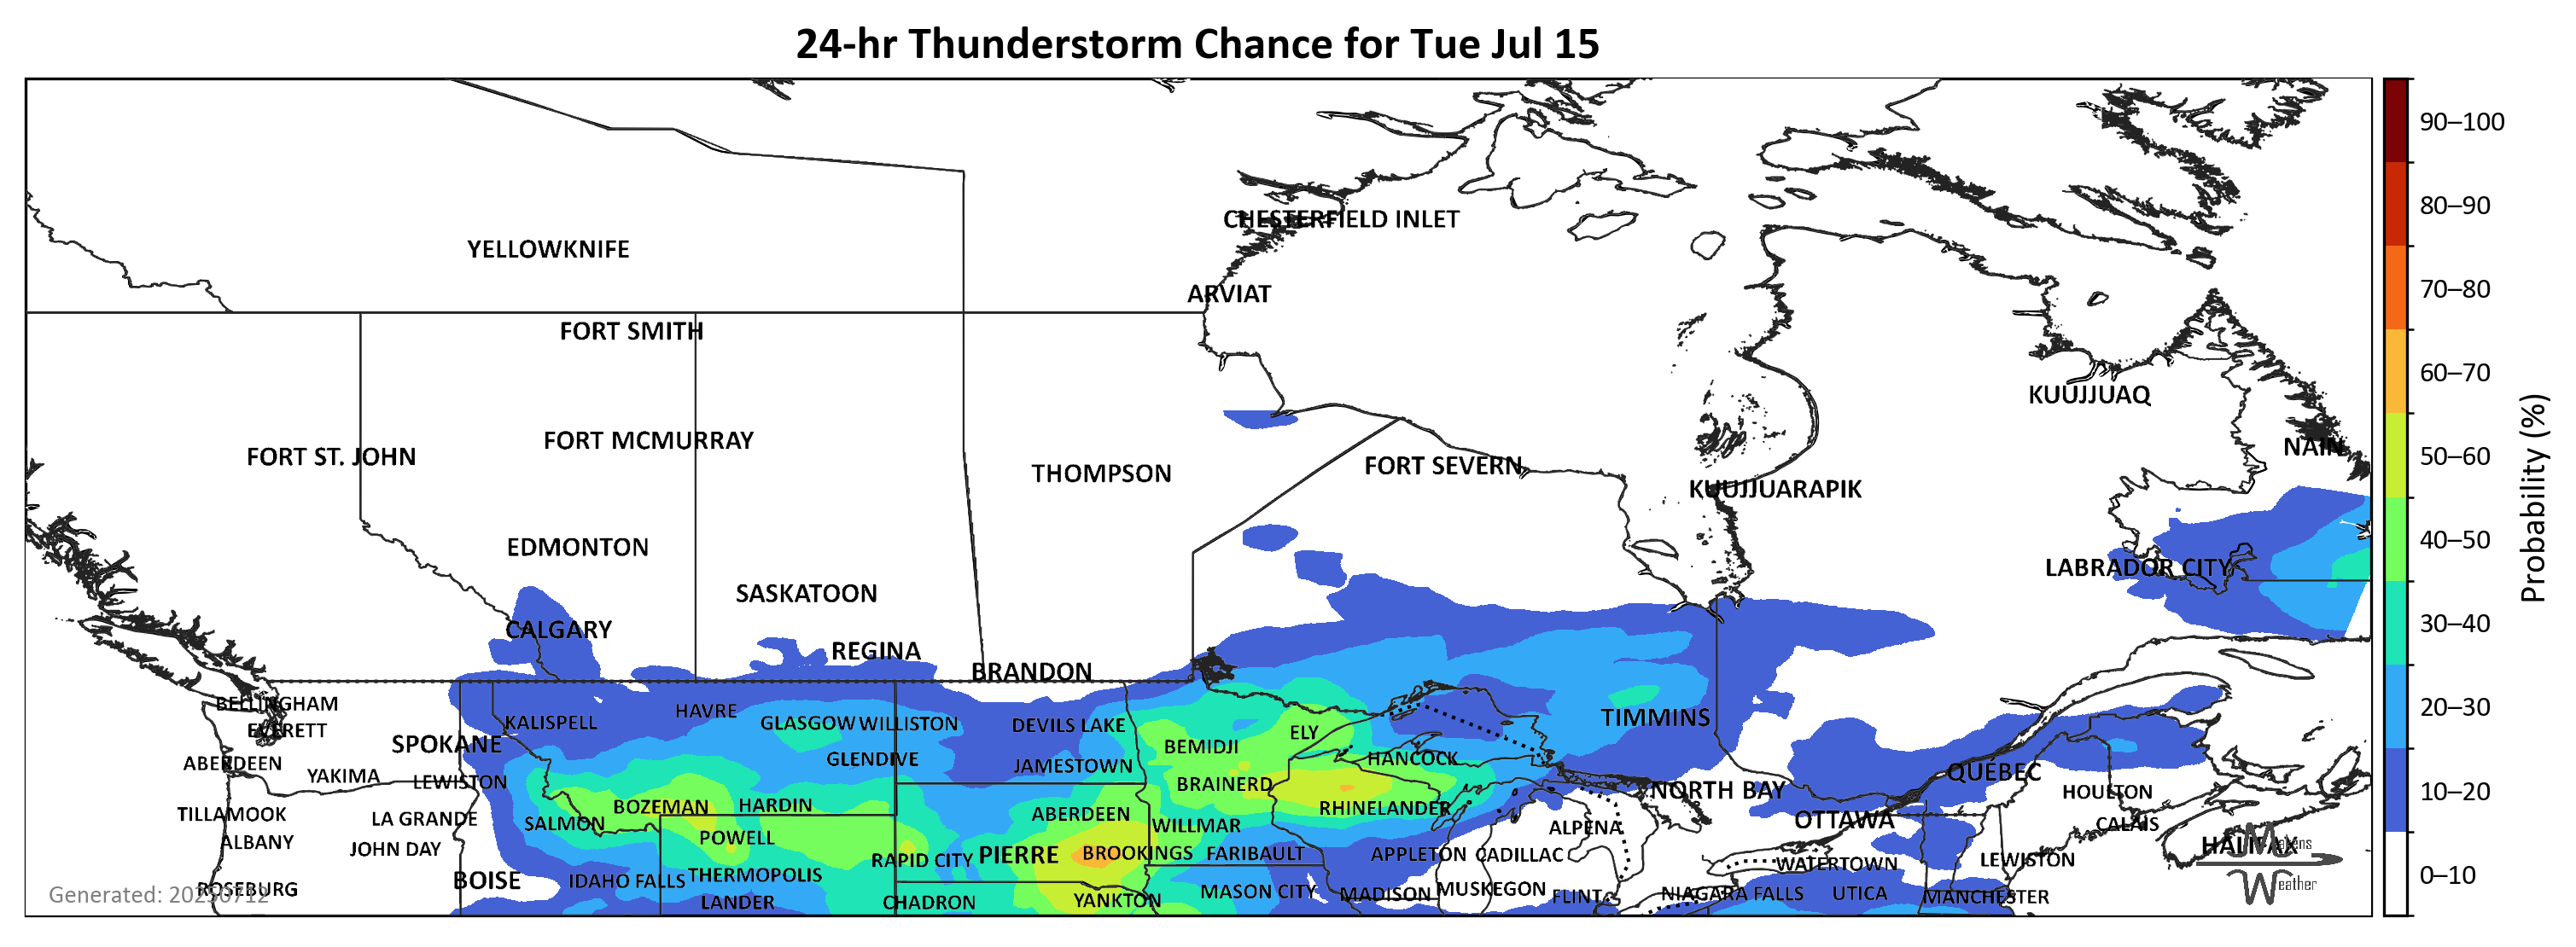 24-hr Thunderstorm Chance for Tue Jul 15
90–100
80–90
70–80
60–70
50–60
40–50
30–40
20–30
10–20
0–10
Probability (%)
CHESTERFIELD INLET
YELLOWKNIFE
ARVIAT
FORT SMITH
KUUJJUAQ
FORT MCMURRAY
NAIN
FORT ST. JOHN
FORT SEVERN
THOMPSON
KUUJJUARAPIK
EDMONTON
LABRADOR CITY
SASKATOON
CALGARY
REGINA
BRANDON
BELLINGHAM
HAVRE
KALISPELL
GLASGOW
WILLISTON
DEVILS LAKE
TIMMINS
EVERETT
ELY
SPOKANE
BEMIDJI
GLENDIVE
HANCOCK
ABERDEEN
JAMESTOWN
QUÉBEC
YAKIMA
LEWISTON
BRAINERD
NORTH BAY
HOULTON
BOZEMAN
HARDIN
RHINELANDER
TILLAMOOK
LA GRANDE
SALMON
ABERDEEN
WILLMAR
ALPENA
OTTAWA
CALAIS
ALBANY
JOHN DAY
POWELL
HALIFAX
RAPID CITY
PIERRE
BROOKINGS
FARIBAULT
APPLETON
CADILLAC
WATERTOWN
LEWISTON
BOISE
IDAHO FALLS
THERMOPOLIS
ROSEBURG
MASON CITY
MADISON
MUSKEGON
FLINT
NIAGARA FALLS
UTICA
MANCHESTER
LANDER
CHADRON
YANKTON
Generated: 20250712
Weather